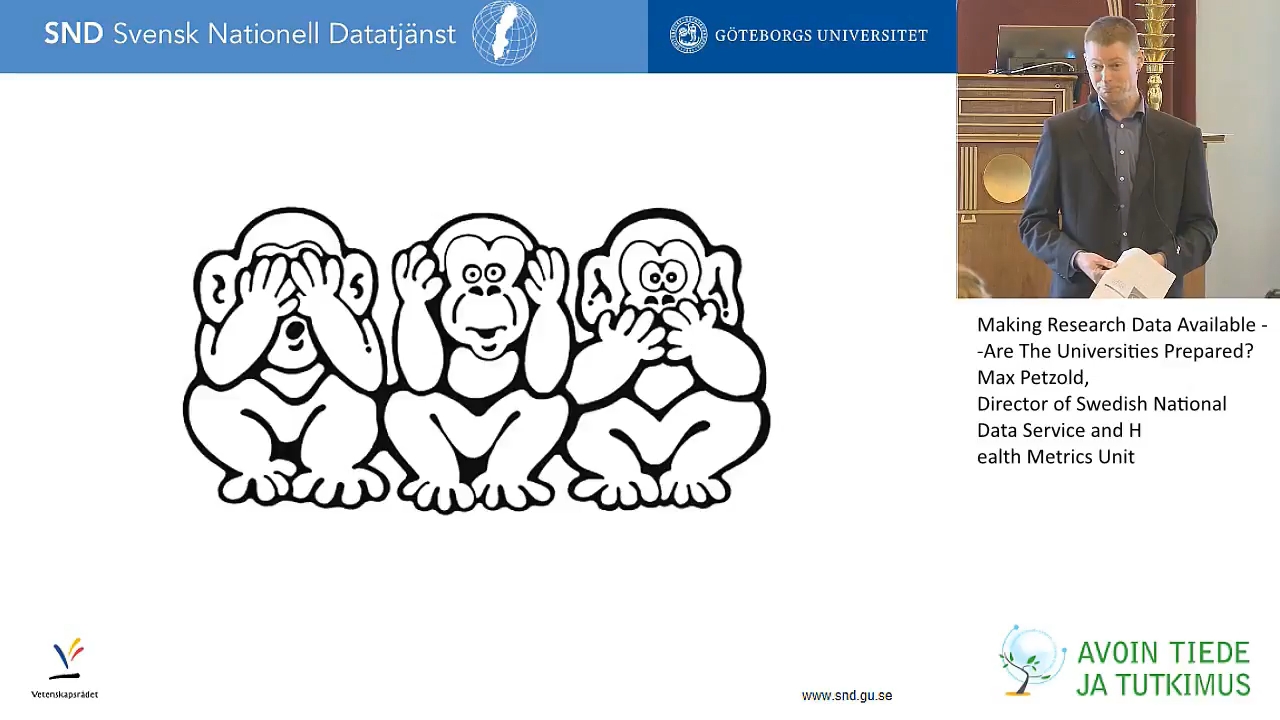 SND Svensk Nationell Datatjänst
GÖTEBORGS UNIVERSITET
Making Research Data Available -
-Are The Universities Prepared?
Max Petzold,
Director of Swedish National
Data Service and H
ealth Metrics Unit
Vetenskapsrådet
www.snd.gu.se
AVOIN TIEDE
JA TUTKIMUS